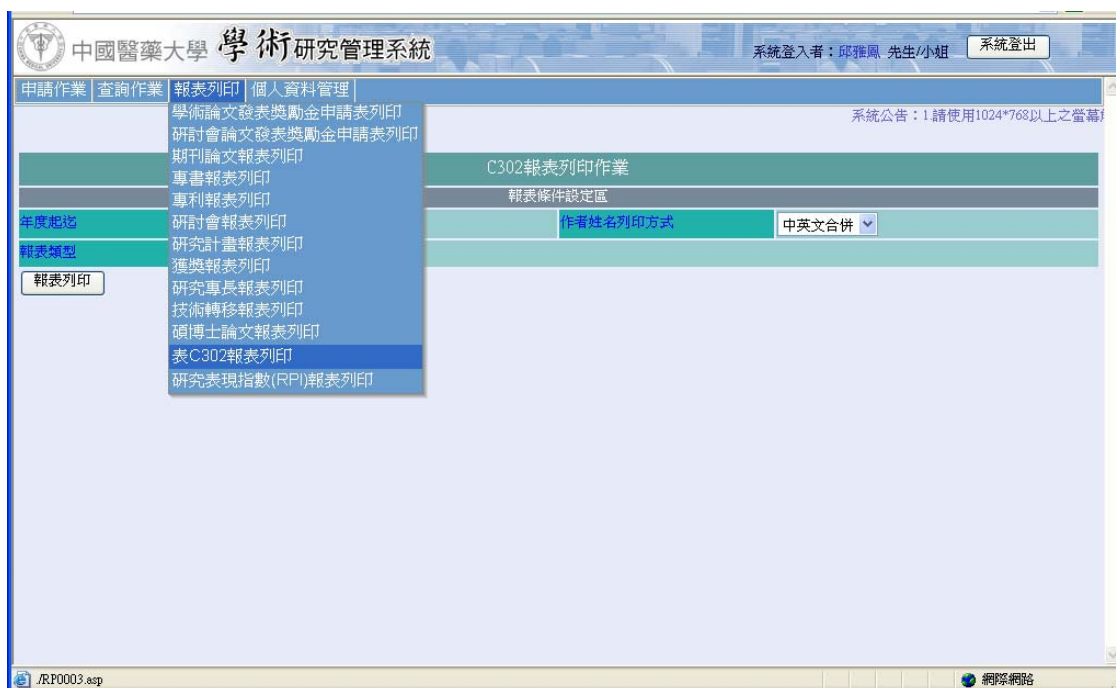 中國醫藥大學 學術研究管理系統
系統登入者：邱雅鳳 先生/小姐 系統登出
申請作業 查詢作業 報表列印 個人資料管理
系統公告：1.請使用1024*768以上之螢幕
學術論文發表獎勵金申請表列印
研討會論文發表獎勵金申請表列印
期刊論文報表列印
專書報表列印
專利報表列印
研討會報表列印
研究計畫報表列印
獲獎報表列印
研究專長報表列印
技術轉移報表列印
碩博士論文報表列印
表C302報表列印
研究表現指數(RPI)報表列印
C302報表列印作業
報表條件設定區
年度起迄 作者姓名列印方式 中英文合併
報表類型
報表列印
./RP0003.asp 網際網路